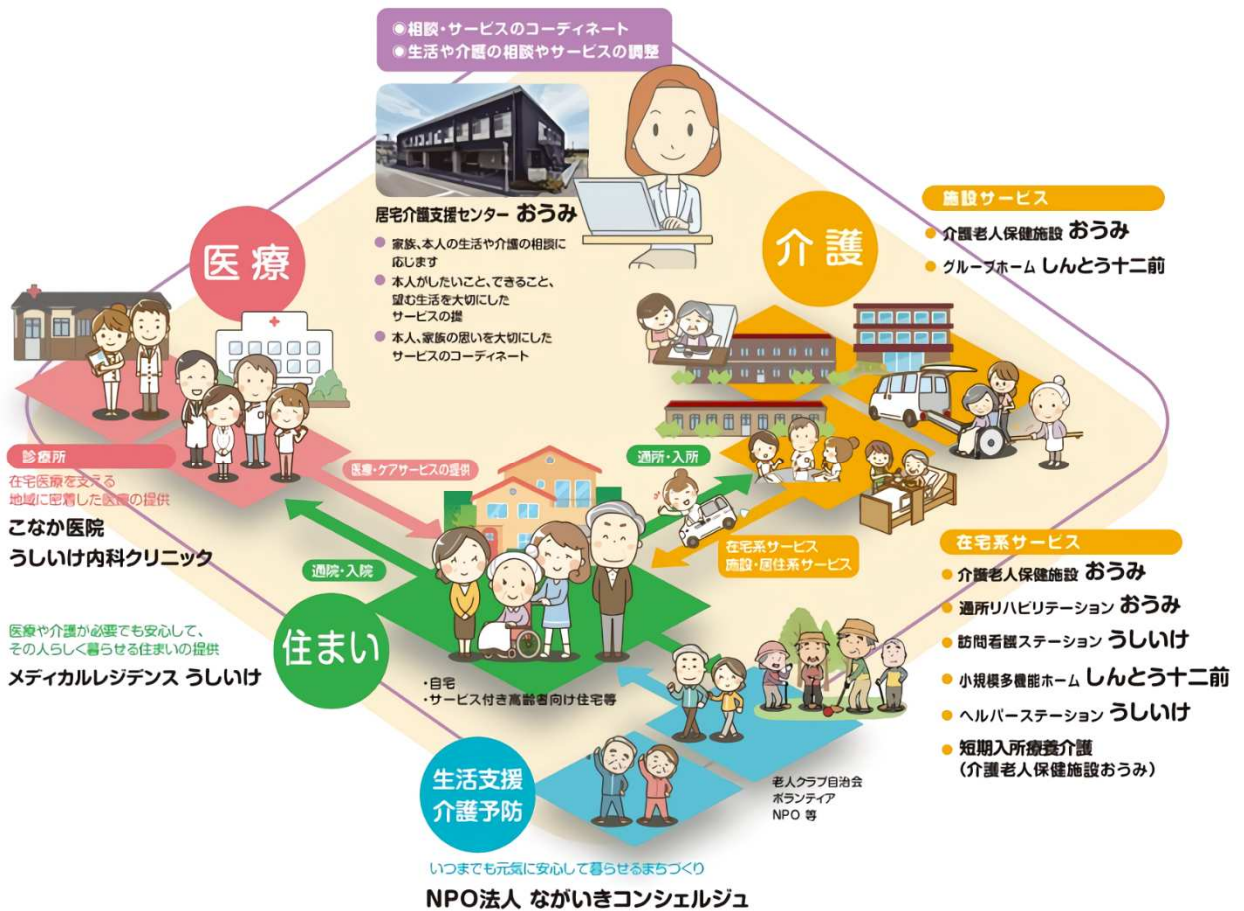 ◉相談・サービスのコーディネート
◉生活や介護の相談やサービスの調整
居宅介護支援センター おうみ
● 家族、本人の生活や介護の相談に
応じます
● 本人がしたいこと、できること、
望む生活を大切にした
サービスの提
● 本人、家族の思いを大切にした
サービスのコーディネート
医療
介護
施設サービス
● 介護老人保健施設 おうみ
● グループホーム しんとう十二前
診療所
在宅医療を支える
地域に密着した医療の提供
こなか医院
うしいけ内科クリニック
医療・ケアサービスの提供
通所・入所
通院・入院
在宅系サービス
施設・居住系サービス
在宅系サービス
● 介護老人保健施設 おうみ
● 通所リハビリテーション おうみ
● 訪問看護ステーション うしいけ
● 小規模多機能ホーム しんとう十二前
● ヘルパーステーション うしいけ
● 短期入所療養介護
(介護老人保健施設おうみ)
医療や介護が必要でも安心して、
その人らしく暮らせる住まいの提供
メディカルレジデンス うしいけ
住まい
・自宅
・サービス付き高齢者向け住宅等
生活支援
介護予防
老人クラブ自治会
ボランティア
NPO 等
いつまでも元気に安心して暮らせるまちづくり
NPO法人 ながいきコンシェルジュ